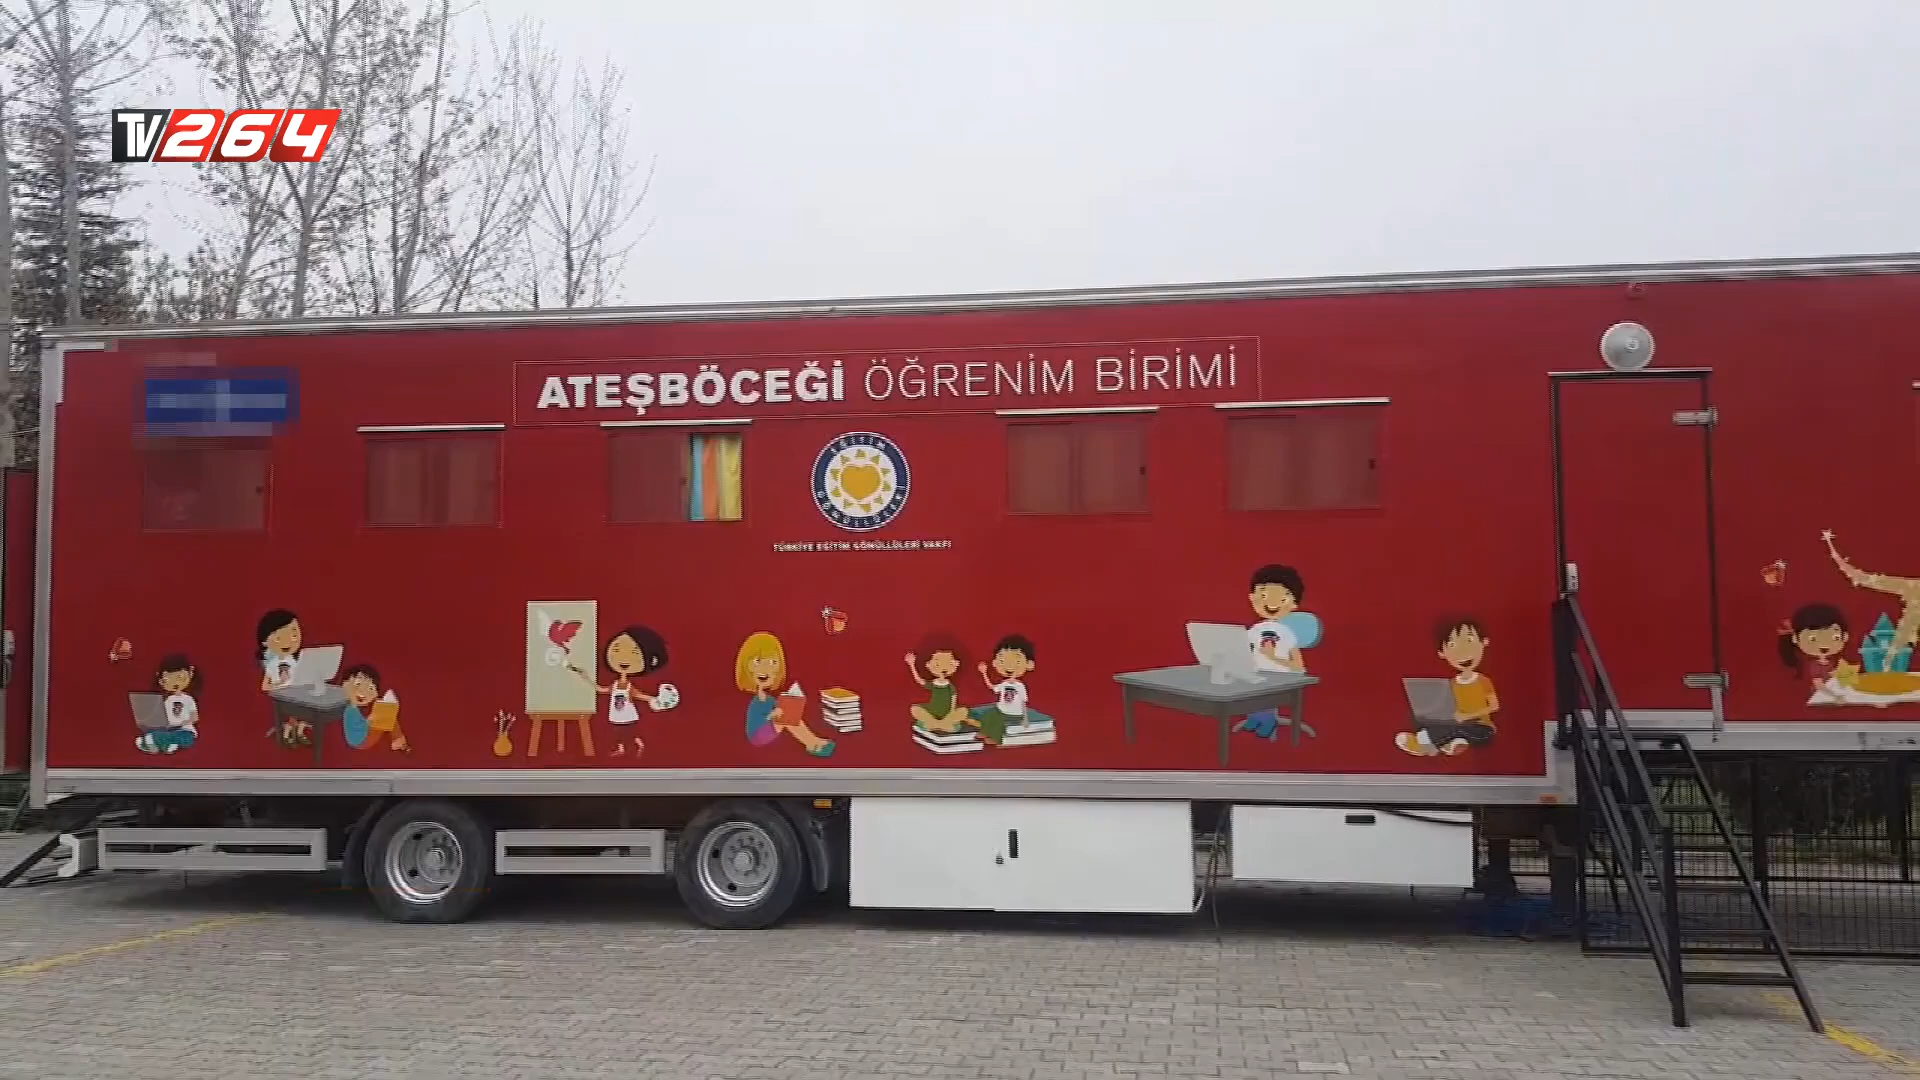 TV264
ATEŞBÖCEĞİ ÖĞRENİM BİRİMİ
EĞİTİM
GÖNÜLLÜLERİ
TÜRKİYE EĞİTİM GÖNÜLLÜLERİ VAKFI